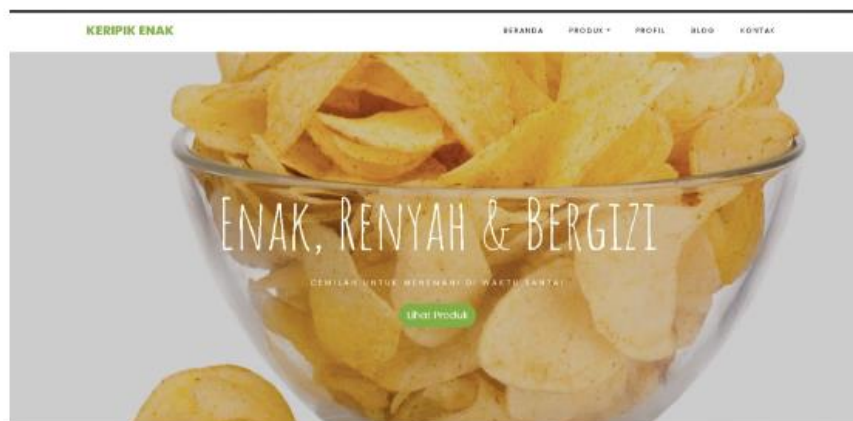 KERIPIK ENAK
BERANDA PRODUK PROFIL BLOG KONTAK
Enak, Renyah & Bergizi
CEMILAN UNTUK MENEMANI DI WAKTU SANTAI
Lihat Produk